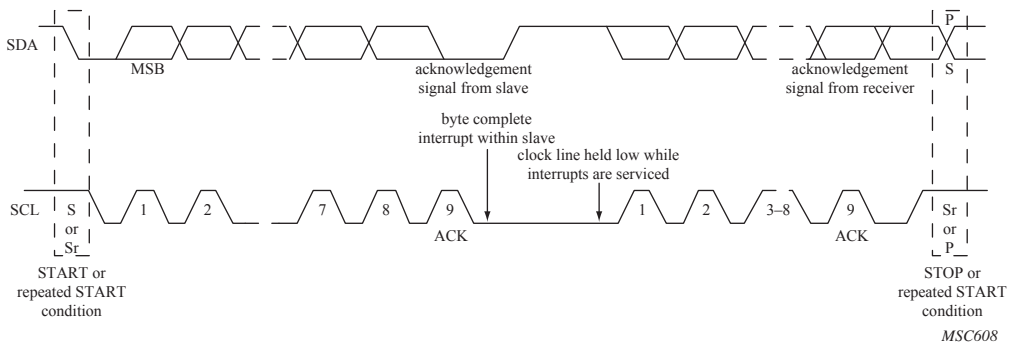 P
SDA
MSB
acknowledgement
signal from slave
acknowledgement
signal from receiver
S
byte complete
interrupt within slave
clock line held low while
interrupts are serviced
SCL
S
or
Sr
1
2
7
8
9
1
2
3–8
9
Sr
or
P
ACK
ACK
START or
repeated START
condition
STOP or
repeated START
condition
MSC608